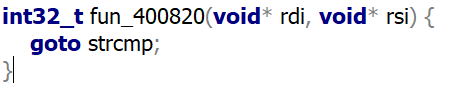 int32_t fun_400820(void* rdi, void* rsi) {
    goto strcmp;
}